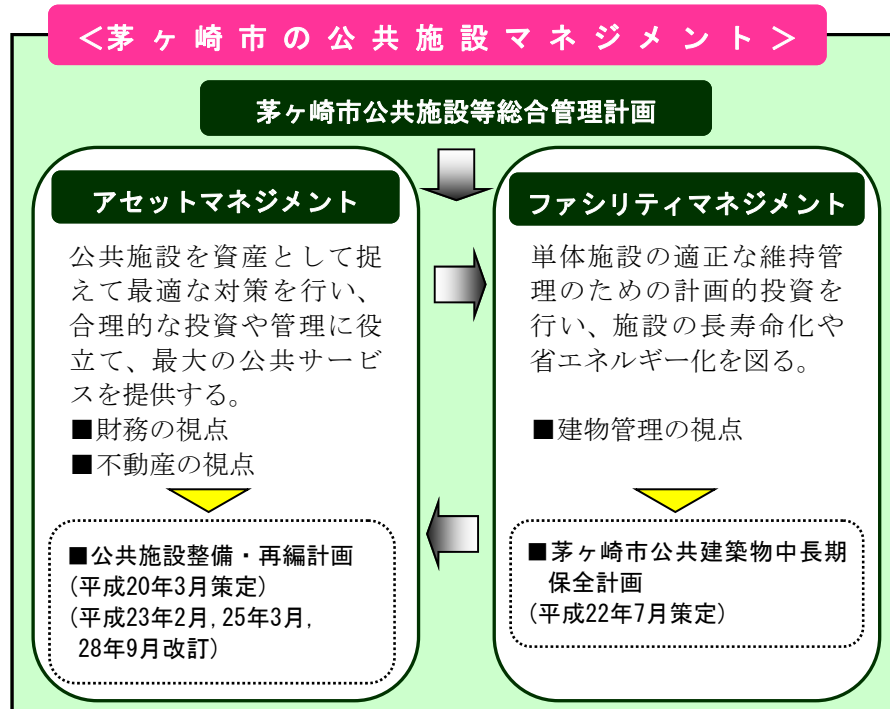 ＜茅ヶ崎市の公共施設マネジメント＞
茅ヶ崎市公共施設等総合管理計画
アセットマネジメント
公共施設を資産として捉
えて最適な対策を行い、
合理的な投資や管理に役
立て、最大の公共サービ
スを提供する。
■財務の視点
■不動産の視点
■公共施設整備・再編計画
(平成20年3月策定)
(平成23年2月,25年3月,
28年9月改訂)
ファシリティマネジメント
単体施設の適正な維持管
理のための計画的投資を
行い、施設の長寿命化や
省エネルギー化を図る。
■建物管理の視点
■茅ヶ崎市公共建築物中長期
保全計画
(平成22年7月策定)